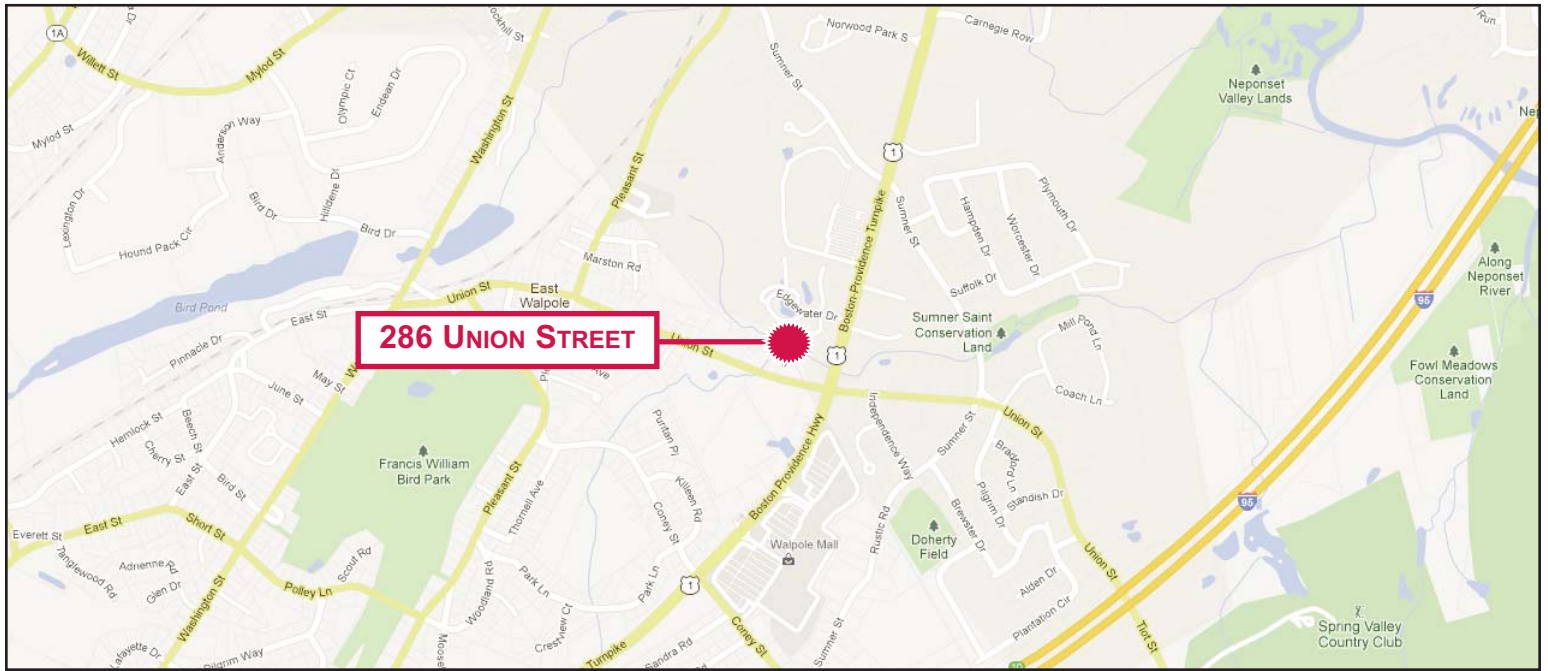 1A
Willett St
Mylod St
Mylod St
Olympic Ct
Endean Dr
Anderson Way
Lexington Dr
Hound Pack Cir
Bird Dr
Hilldene Dr
Bird Dr
Washington St
Pleasant St
Norwood Park S
Carnegie Row
Sumner St
1
Boston-Providence Turnpike
Sumner St
Hampden Dr
Worcester Dr
Plymouth Dr
Suffolk Dr
Neponset
Valley Lands
Along
Neponset
River
95
Marston Rd
East
Walpole
Union St
Bird Pond
East St
Pinnacle Dr
Edgewater Dr
Sumner Saint
Conservation
Land
Mill Pond Ln
Coach Ln
286 UNION STREET
Union St
1
Fowl Meadows
Conservation
Land
June St
May St
Hemlock St
Beech St
Cherry St
East St
Bird St
Francis William
Bird Park
Pleasant St
Thornell Ave
Puritan Pl
Killeen Rd
Coney St
Boston Providence Hwy
Independence Way
Sumner St
Union St
Bradford Ln
Pilgrim Dr
Standish Dr
Brewster Dr
95
Everett St
East St
Short St
Tanglewood Rd
Adrienne Rd
Glen Dr
Scout Rd
Polley Ln
Washington St
Woodland Rd
Park Ln
Park Ln
Crestview Ct
Walpole Mall
Rustic Rd
Doherty
Field
Alden Dr
Plantation Cir
Union St
Tiot St
Spring Valley
Country Club
Lafayette Dr
Pilgrim Way
1
Turnpike
Sandra Rd
Coney St
Sumner St
10